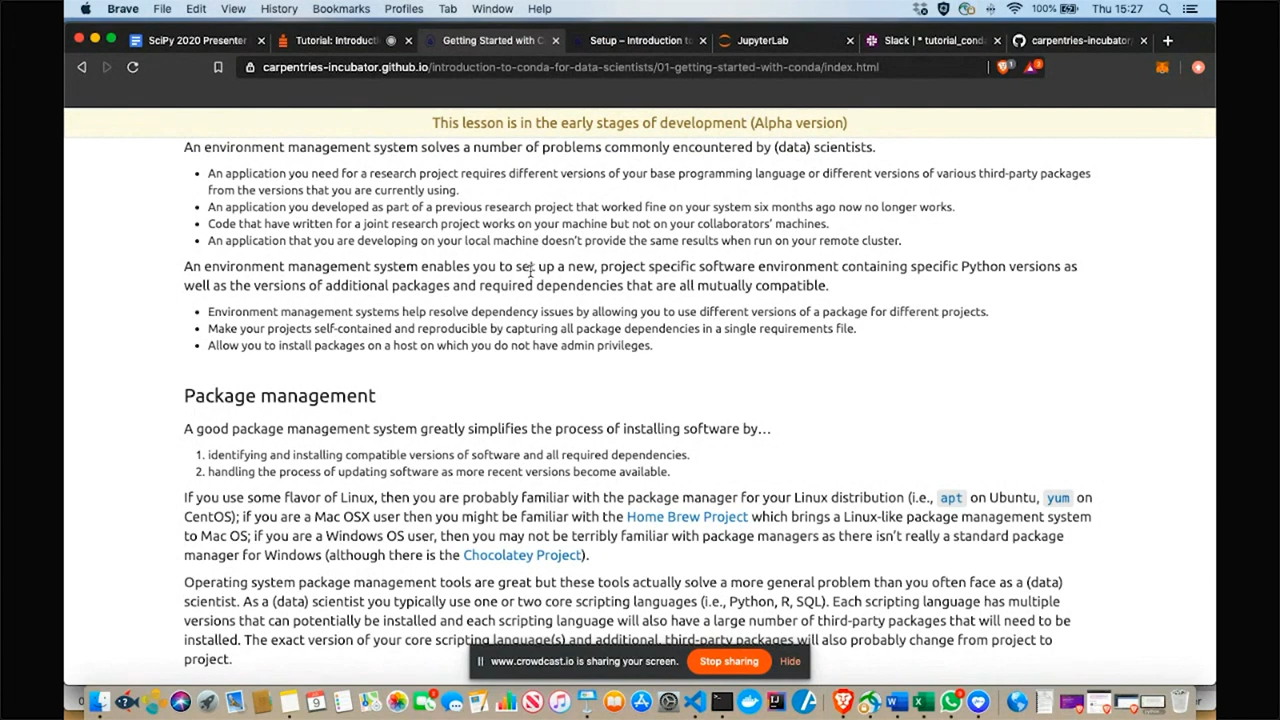 Brave File Edit View History Bookmarks Profiles Tab Window Help 100% Thu 15:27
SciPy 2020 Presenter Tutorial: Introducti Getting Started with C Setup – Introduction to JupyterLab Slack | * tutorial_cond carpentries-incubator
carpentries-incubator.github.io/introduction-to-conda-for-data-scientists/01-getting-started-with-conda/index.html
This lesson is in the early stages of development (Alpha version)
An environment management system solves a number of problems commonly encountered by (data) scientists.
• An application you need for a research project requires different versions of your base programming language or different versions of various third-party packages
from the versions that you are currently using.
• An application you developed as part of a previous research project that worked fine on your system six months ago now no longer works.
• Code that have written for a joint research project works on your machine but not on your collaborators’ machines.
• An application that you are developing on your local machine doesn’t provide the same results when run on your remote cluster.
An environment management system enables you to set up a new, project specific software environment containing specific Python versions as
well as the versions of additional packages and required dependencies that are all mutually compatible.
• Environment management systems help resolve dependency issues by allowing you to use different versions of a package for different projects.
• Make your projects self-contained and reproducible by capturing all package dependencies in a single requirements file.
• Allow you to install packages on a host on which you do not have admin privileges.
Package management
A good package management system greatly simplifies the process of installing software by…
1. identifying and installing compatible versions of software and all required dependencies.
2. handling the process of updating software as more recent versions become available.
If you use some flavor of Linux, then you are probably familiar with the package manager for your Linux distribution (i.e., apt on Ubuntu, yum on
CentOS); if you are a Mac OSX user then you might be familiar with the Home Brew Project which brings a Linux-like package management system
to Mac OS; if you are a Windows OS user, then you may not be terribly familiar with package managers as there isn’t really a standard package
manager for Windows (although there is the Chocolatey Project).
Operating system package management tools are great but these tools actually solve a more general problem than you often face as a (data)
scientist. As a (data) scientist you typically use one or two core scripting languages (i.e., Python, R, SQL). Each scripting language has multiple
versions that can potentially be installed and each scripting language will also have a large number of third-party packages that will need to be
installed. The exact version of your core scripting language(s) and additional, third-party packages will also probably change from project to
project.
www.crowdcast.io is sharing your screen. Stop sharing Hide